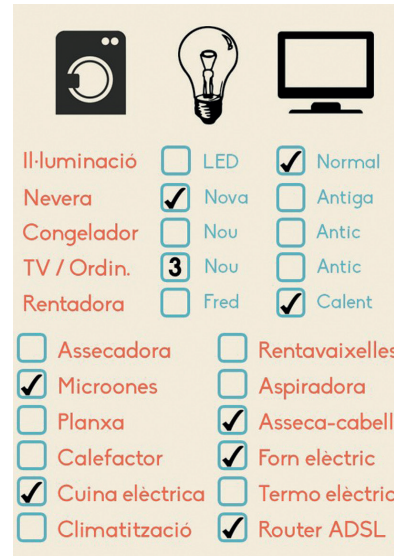 Il·luminació LED Normal
Nevera Nova Antiga
Congelador Nou Antic
TV / Ordin. 3 Nou Antic
Rentadora Fred Calent
Assecadora Rentavaixelles
Microones Aspiradora
Planxa Asseca-cabell
Calefactor Forn elèctric
Cuina elèctrica Termo elèctric
Climatització Router ADSL